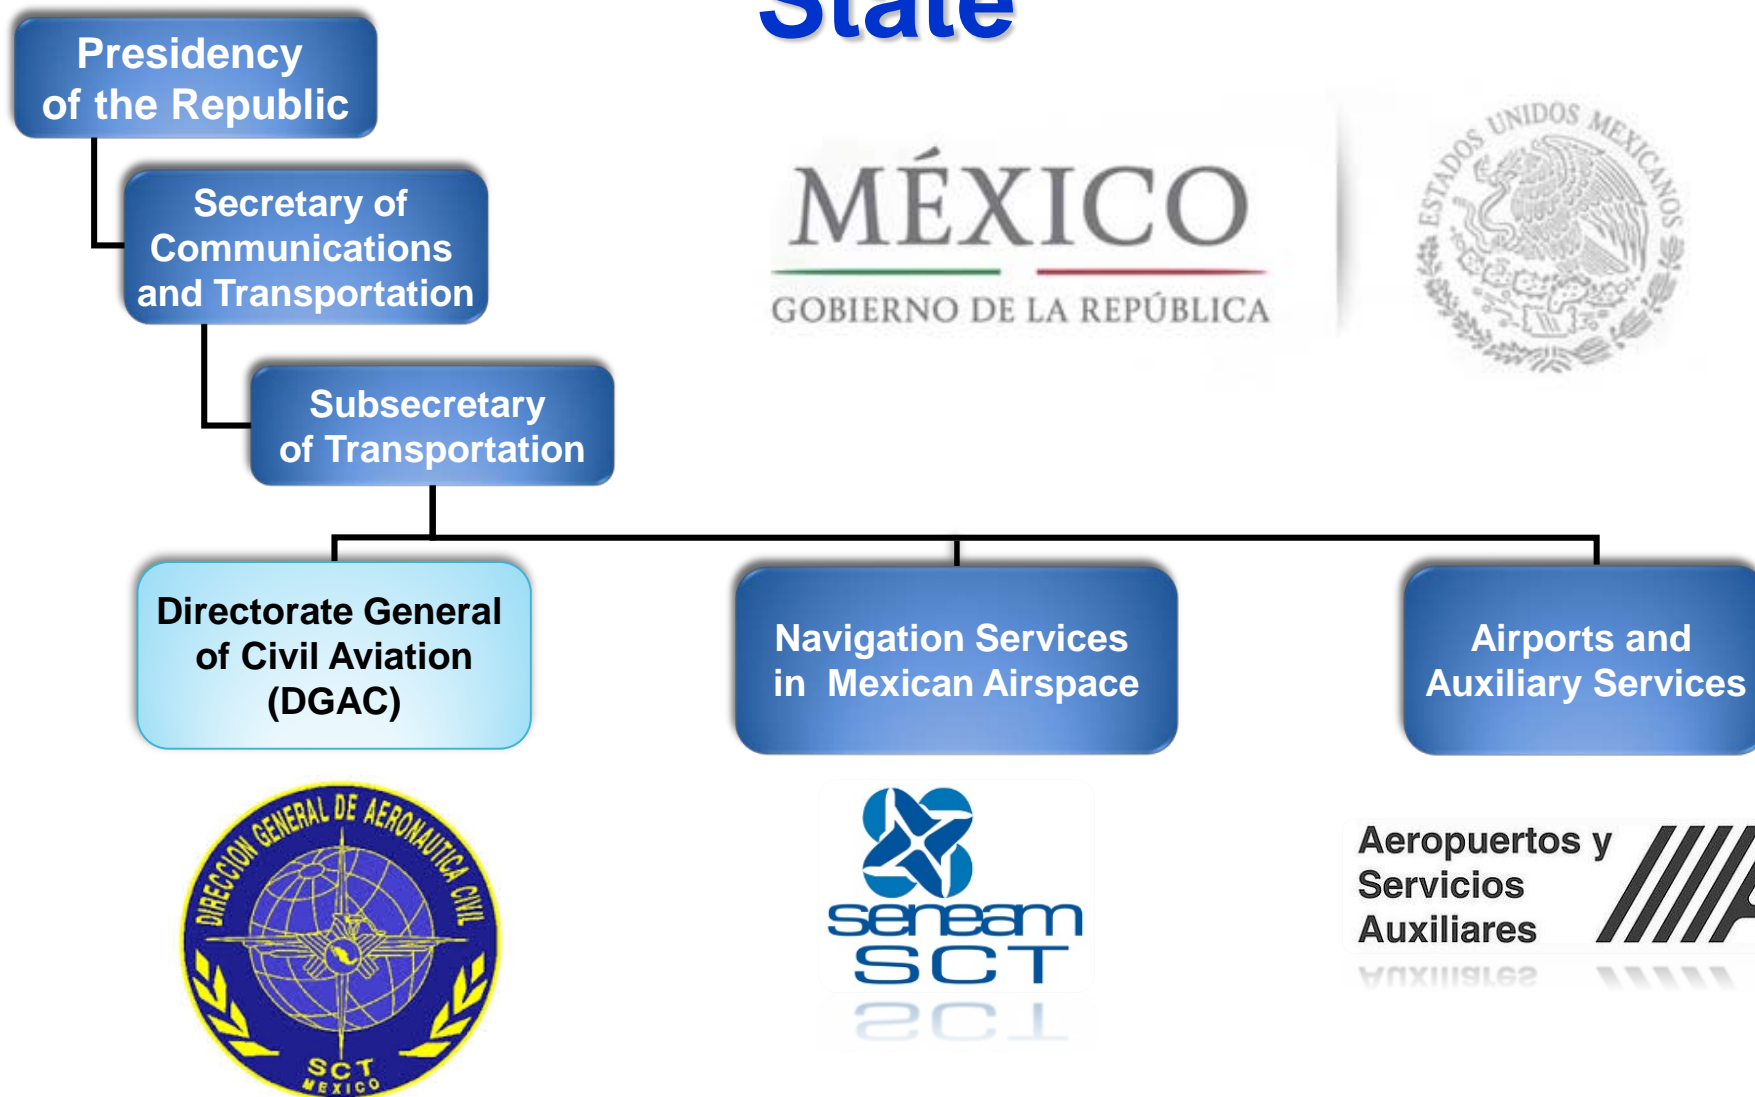 State
Presidency
of the Republic
Secretary of
Communications
and Transportation
MÉXICO
GOBIERNO DE LA REPÚBLICA
ESTADOS UNIDOS MEXICANOS
Subsecretary
of Transportation
Directorate General
of Civil Aviation
(DGAC)
Navigation Services
in Mexican Airspace
Airports and
Auxiliary Services
DIRECCION GENERAL DE AERONAUTICA CIVIL
SCT
MEXICO
seneam
SCT
Aeropuertos y
Servicios
Auxiliares